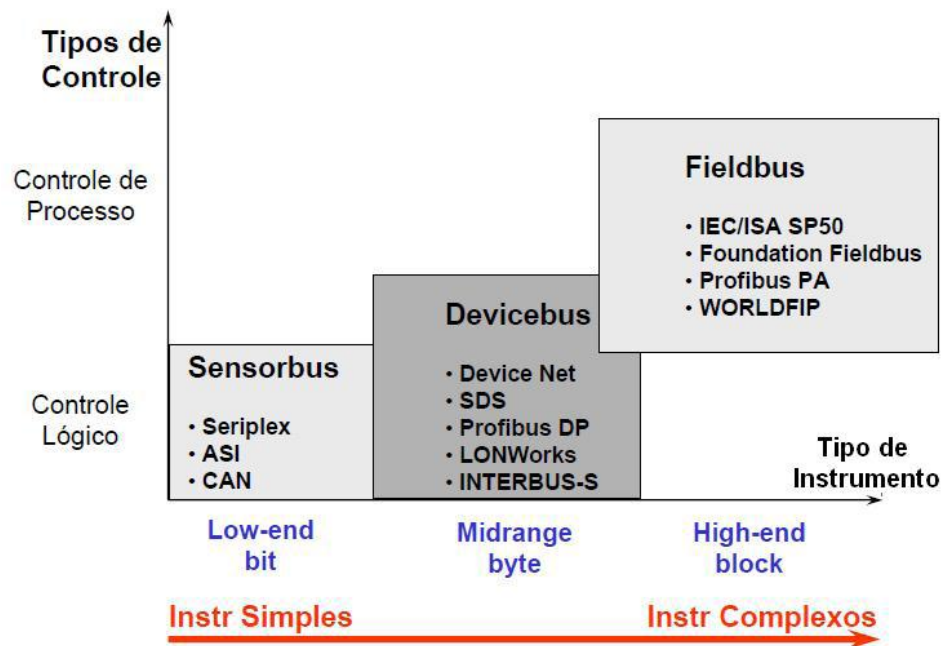 Tipos de
Controle
Controle de
Processo
Controle
Lógico
Fieldbus
• IEC/ISA SP50
• Foundation Fieldbus
• Profibus PA
• WORLDFIP
Devicebus
• Device Net
• SDS
• Profibus DP
• LONWorks
• INTERBUS-S
Sensorbus
• Seriplex
• ASI
• CAN
Tipo de
Instrumento
Low-end
bit
Midrange
byte
High-end
block
Instr Simples
Instr Complexos